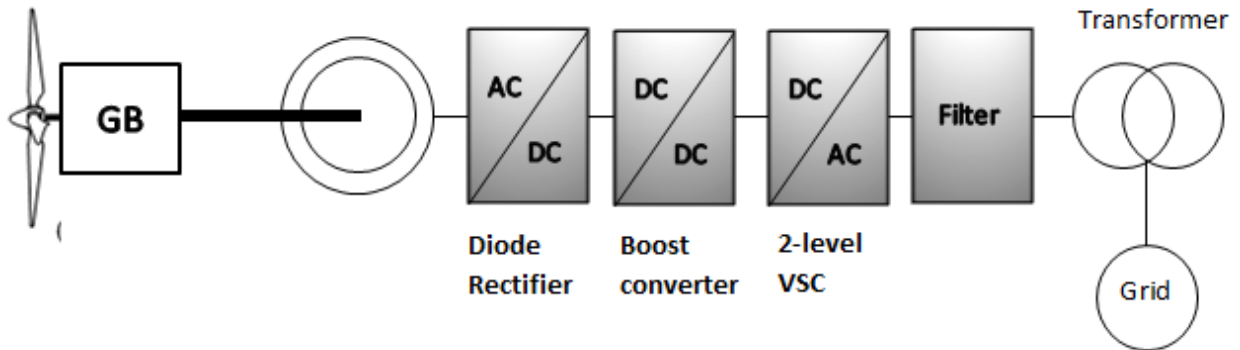 Transformer
GB
AC
DC
DC
DC
DC
AC
Filter
Diode
Rectifier
Boost
converter
2-level
VSC
Grid